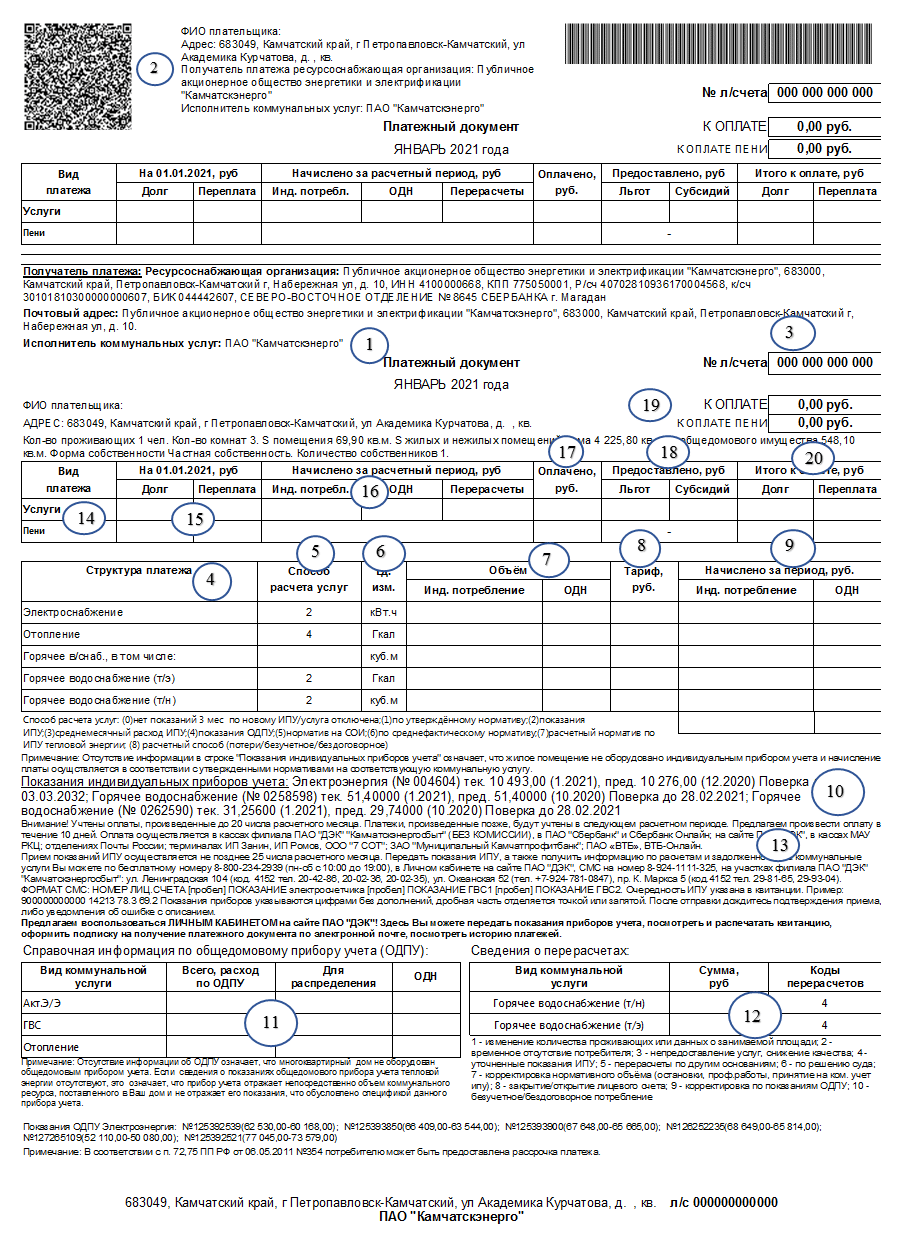 ФИО плательщика:
Адрес: 683049, Камчатский край, г Петропавловск-Камчатский, ул
Академика Курчатова, д. , кв.
Получатель платежа ресурсоснабжающая организация: Публичное
акционерное общество энергетики и электрификации
"Камчатскэнерго"
Исполнитель коммунальных услуг: ПАО "Камчатскэнерго"
2
№ л/счета 000 000 000 000
Платежный документ К ОПЛАТЕ 0,00 руб.
ЯНВАРЬ 2021 года К ОПЛАТЕ ПЕНИ 0,00 руб.
Вид платежа На 01.01.2021, руб Начислено за расчетный период, руб Оплачено, руб. Предоставлено, руб Итого к оплате, руб
Долг Переплата Инд. потребл. ОДН Перерасчеты Льгот Субсидий Долг Переплата
Услуги
Пени -
Получатель платежа: Ресурсоснабжающая организация: Публичное акционерное общество энергетики и электрификации "Камчатскэнерго", 683000,
Камчатский край, Петропавловск-Камчатский г, Набережная ул, д. 10, ИНН 4100000668, КПП 775050001, Р/сч 40702810936170004568, к/сч
30101810300000000607, БИК 044442607, СЕВЕРО-ВОСТОЧНОЕ ОТДЕЛЕНИЕ №8645 СБЕРБАНКА г. Магадан
Почтовый адрес: Публичное акционерное общество энергетики и электрификации "Камчатскэнерго", 683000, Камчатский край, Петропавловск-Камчатский г,
Набережная ул, д. 10.
3
Исполнитель коммунальных услуг: ПАО "Камчатскэнерго" 1
Платежный документ № л/счета 000 000 000 000
ЯНВАРЬ 2021 года
ФИО плательщика: 19 К ОПЛАТЕ 0,00 руб.
АДРЕС: 683049, Камчатский край, г Петропавловск-Камчатский, ул Академика Курчатова, д. , кв. К ОПЛАТЕ ПЕНИ 0,00 руб.
Кол-во проживающих 1 чел. Кол-во комнат 3. S помещения 69,90 кв.м. S жилых и нежилых помещений 4 225,80 общедомового имущества 548,10
кв.м. Форма собственности Частная собственность. Количество собственников 1.
17 18 20
Вид платежа На 01.01.2021, руб Начислено за расчетный период, руб Оплачено, руб. Предоставлено, руб Итого к оплате, руб
Долг Переплата Инд. потребл. ОДН Перерасчеты Льгот Субсидий Долг Переплата
16
Услуги
14 15
Пени -
5 6 7 8 9
Структура платежа 4 Способ расчета услуг Ед. изм. Объём Тариф, руб. Начислено за период, руб.
Инд. потребление ОДН Инд. потребление ОДН
Электроснабжение 2 кВт.ч
Отопление 4 Гкал
Горячее в/снаб., в том числе: куб.м
Горячее водоснабжение (т/э) 2 Гкал
Горячее водоснабжение (т/н) 2 куб.м
Способ расчета услуг: (0)нет показаний 3 мес по новому ИПУ/услуга отключена;(1)по утверждённому нормативу;(2)показания
ИПУ;(3)среднемесячный расход ИПУ;(4)показания ОДПУ;(5)норматив на СОИ;(6)по среднефактическому нормативу;(7)расчетный норматив по
ИПУ тепловой энергии; (8) расчетный способ (потери/безучетное/бездоговорное)
Примечание: Отсутствие информации в строке "Показания индивидуальных приборов учета" означает, что жилое помещение не оборудовано индивидуальным прибором учета и начисление
платы осуществляется в соответствии с утвержденными нормативами на соответствующую коммунальную услугу.
Показания индивидуальных приборов учета: Электроэнергия (№ 004604) тек. 10 493,00 (1.2021), пред. 10 276,00 (12.2020) Поверка
03.03.2032; Горячее водоснабжение (№ 0258598) тек. 51,40000 (1.2021), пред. 51,40000 (10.2020) Поверка до 28.02.2021; Горячее
водоснабжение (№ 0262590) тек. 31,25600 (1.2021), пред. 29,74000 (10.2020) Поверка до 28.02.2021
10
Внимание! Учтены оплаты, произведенные до 20 числа расчетного месяца. Платежи, произведенные позже, будут учтены в следующем расчетном периоде. Предлагаем произвести оплату в
течение 10 дней. Оплата осуществляется в кассах филиала ПАО "ДЭК" "Камчатскэнергосбыт" (БЕЗ КОМИССИИ), в ПАО "Сбербанк" и Сбербанк Онлайн; на сайте в кассах МАУ
РКЦ; отделениях Почты России; терминалах ИП Занин, ИП Ромов, ООО "7 СОТ"; ЗАО "Муниципальный Камчатпрофитбанк"; ПАО «ВТБ», ВТБ-Онлайн.
13
Прием показаний ИПУ осуществляется не позднее 25 числа расчетного месяца. Передать показания ИПУ, а также получить информацию по расчетам и коммунальные
услуги Вы можете по бесплатному номеру 8-800-234-2939 (пн-сб с 10:00 до 19:00), в Личном кабинете на сайте ПАО "ДЭК", СМС на номер 8-924-1111-325, на участках филиала ПАО "ДЭК"
"Камчатскэнергосбыт": ул. Ленинградская 104 (код. 4152 тел. 20-42-86, 20-02-36, 20-02-35), ул. Океанская 52 (тел. +7-924-781-0847), пр. К. Маркса 5 (код.4152 тел. 29-81-65, 29-93-04).
ФОРМАТ СМС: НОМЕР ЛИЦ.СЧЕТА [пробел] ПОКАЗАНИЕ электросчетчика [пробел] ПОКАЗАНИЕ ГВС1 [пробел] ПОКАЗАНИЕ ГВС2. Очередность ИПУ указана в квитанции. Пример:
900000000000 14213 78.3 69.2 Показания приборов указываются цифрами без дополнений, дробная часть отделяется точкой или запятой. После отправки дождитесь подтверждения приема,
либо уведомления об ошибке с описанием.
Предлагаем воспользоваться ЛИЧНЫМ КАБИНЕТОМ на сайте ПАО "ДЭК"! Здесь Вы можете передать показания приборов учета, посмотреть и распечатать квитанцию,
оформить подписку на получение платежного документа по электронной почте, посмотреть историю платежей.
Справочная информация по общедомовому прибору учета (ОДПУ):
Вид коммунальной услуги Всего, расход по ОДПУ Для распределения ОДН
Акт.Э/Э
ГВС 11
Отопление
Примечание: Отсутствие информации об ОДПУ означает, что многоквартирный дом не оборудован
общедомовым прибором учета. Если сведения о показаниях общедомового прибора учета тепловой
энергии отсутствуют, это означает, что прибор учета отражает непосредственно объем коммунального
ресурса, поставленного в Ваш дом и не отражает его показания, что обусловлено спецификой данного
прибора учета.
Сведения о перерасчетах:
Вид коммунальной услуги Сумма, руб Коды перерасчетов
Горячее водоснабжение (т/н) 4
12
Горячее водоснабжение (т/э) 4
1 - изменение количества проживающих или данных о занимаемой площади; 2 -
временное отсутствие потребителя; 3 - непредоставление услуг, снижение качества; 4 -
уточненные показания ИПУ; 5 - перерасчеты по другим основаниям; 6 - по решению суда;
7 - корректировка нормативного объёма (остановки, проф.работы, принятие на ком. учет
ипу); 8 - закрытие/открытие лицевого счета; 9 - корректировка по показаниям ОДПУ; 10 -
безучетное/бездоговорное потребление
Показания ОДПУ Электроэнергия: №125392539(62 530,00-60 168,00); №125393850(66 409,00-63 544,00); №125393900(67 648,00-65 665,00); №126252235(68 649,00-65 814,00);
№127265109(52 110,00-50 080,00); №125392521(77 045,00-73 579,00)
Примечание: В соответствии с п. 72,75 ПП РФ от 06.05.2011 №354 потребителю может быть предоставлена рассрочка платежа.
683049, Камчатский край, г Петропавловск-Камчатский, ул Академика Курчатова, д. , кв. л/с 000000000000
ПАО "Камчатскэнерго"